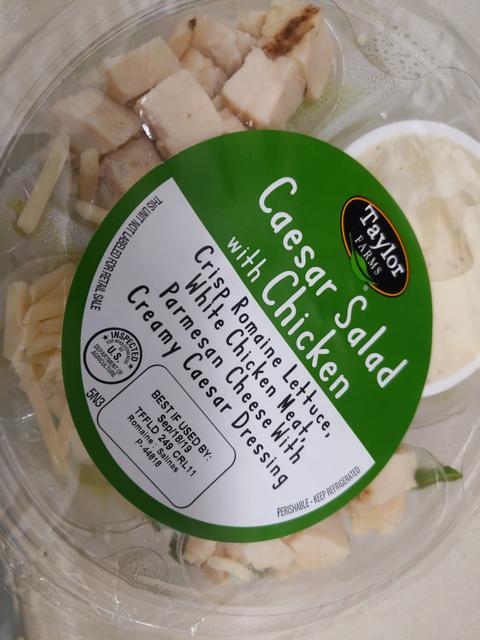 Taylor
FARMS
Caesar Salad
with Chicken
Crisp Romaine Lettuce,
White Chicken Meat,
Parmesan Cheese With
Creamy Caesar Dressing
THIS UNIT NOT LABELED FOR RETAIL SALE
INSPECTED
U.S.
DEPARTMENT OF
AGRICULTURE
5N3
BEST IF USED BY:
Sep/18/19
TFFLD 249 CRL11
Romaine: Salinas
P-44818
PERISHABLE - KEEP REFRIGERATED